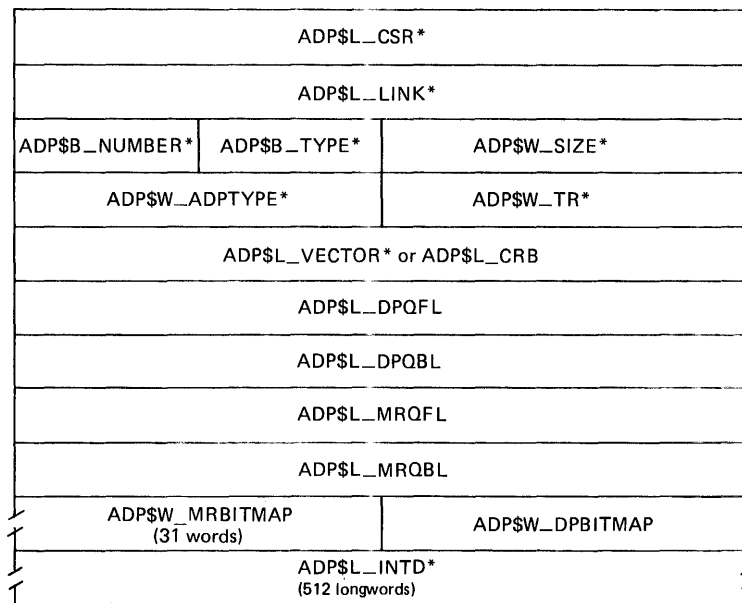 ADP$L_CSR*
ADP$L_LINK*
ADP$B_NUMBER* ADP$B_TYPE* ADP$W_SIZE*
ADP$W_ADPTYPE* ADP$W_TR*
ADP$L_VECTOR* or ADP$L_CRB
ADP$L_DPQFL
ADP$L_DPQBL
ADP$L_MRQFL
ADP$L_MRQBL
ADP$W_MRBITMAP
(31 words)
ADP$W_DPBITMAP
ADP$L_INTD*
(512 longwords)